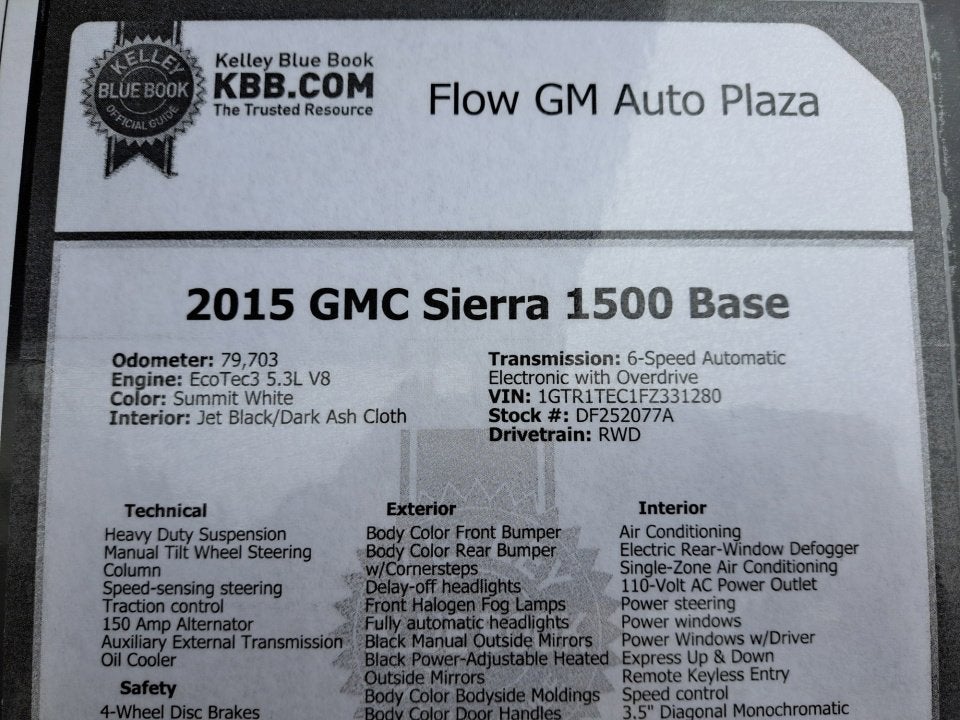 KELLEY
BLUE BOOK
OFFICIAL GUIDE
Kelley Blue Book
KBB.COM
The Trusted Resource
Flow GM Auto Plaza
2015 GMC Sierra 1500 Base
Odometer: 79,703
Engine: EcoTec3 5.3L V8
Color: Summit White
Interior: Jet Black/Dark Ash Cloth
Transmission: 6-Speed Automatic
Electronic with Overdrive
VIN: 1GTR1TEC1FZ331280
Stock #: DF252077A
Drivetrain: RWD
Technical
Heavy Duty Suspension
Manual Tilt Wheel Steering
Column
Speed-sensing steering
Traction control
150 Amp Alternator
Auxiliary External Transmission
Oil Cooler
Safety
4-Wheel Disc Brakes
Exterior
Body Color Front Bumper
Body Color Rear Bumper
w/Cornersteps
Delay-off headlights
Front Halogen Fog Lamps
Fully automatic headlights
Black Manual Outside Mirrors
Black Power-Adjustable Heated
Outside Mirrors
Body Color Bodyside Moldings
Body Color Door Handles
Interior
Air Conditioning
Electric Rear-Window Defogger
Single-Zone Air Conditioning
110-Volt AC Power Outlet
Power steering
Power windows
Power Windows w/Driver
Express Up & Down
Remote Keyless Entry
Speed control
3.5" Diagonal Monochromatic